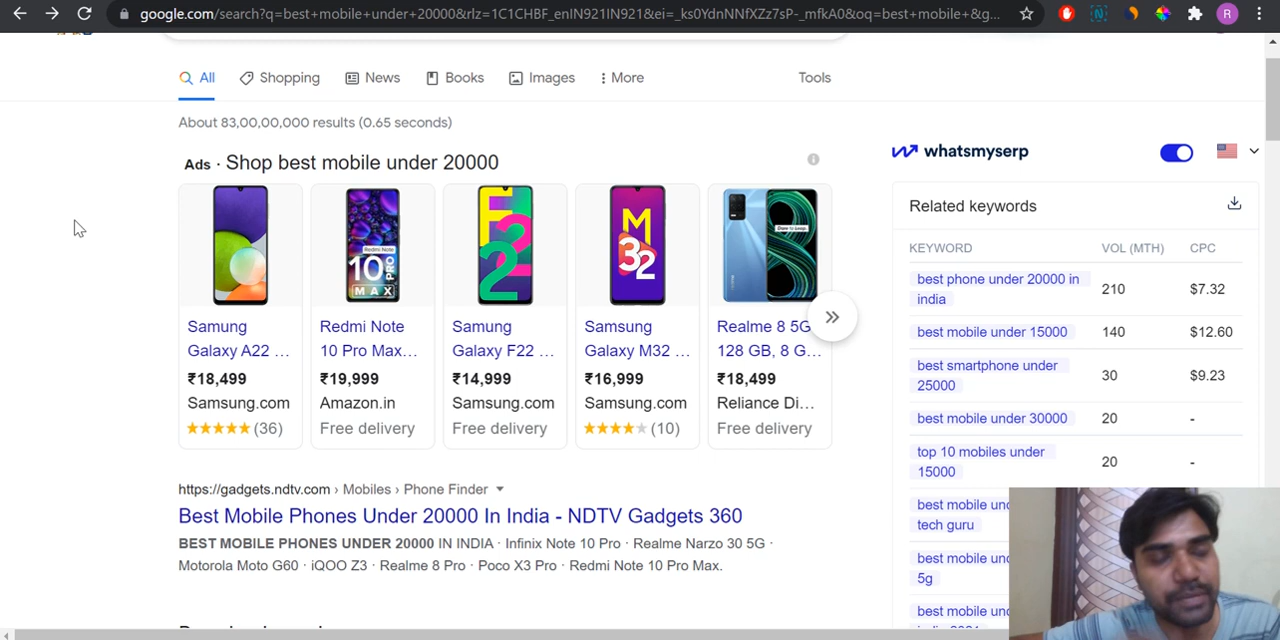 google.com/search?q=best+mobile+under+20000&rlz=1C1CHBF_enIN921IN921&ei=_ks0YdnNNfXZz7sP-_mfkA0&oq=best+mobile+&g...
R
All
Shopping
News
Books
Images
More
Tools
About 83,00,00,000 results (0.65 seconds)
Ads · Shop best mobile under 20000
Redmi Note
10 PRO
MAX
F
22
M
32
Samung
Galaxy A22 ...
₹18,499
Samsung.com
(36)
Redmi Note
10 Pro Max...
₹19,999
Amazon.in
Free delivery
Samung
Galaxy F22 ...
₹14,999
Samsung.com
Free delivery
Samsung
Galaxy M32 ...
₹16,999
Samsung.com
(10)
Realme 8 5G
128 GB, 8 G...
₹18,499
Reliance Di...
Free delivery
https://gadgets.ndtv.com › Mobiles › Phone Finder
Best Mobile Phones Under 20000 In India - NDTV Gadgets 360
BEST MOBILE PHONES UNDER 20000 IN INDIA · Infinix Note 10 Pro · Realme Narzo 30 5G ·
Motorola Moto G60 · iQOO Z3 · Realme 8 Pro · Poco X3 Pro · Redmi Note 10 Pro Max.
whatsmyserp
Related keywords
KEYWORD VOL (MTH) CPC
best phone under 20000 in
india 210 $7.32
best mobile under 15000 140 $12.60
best smartphone under
25000 30 $9.23
best mobile under 30000 20 -
top 10 mobiles under
15000 20 -
best mobile
tech guru
best mobile
5g
best mobile